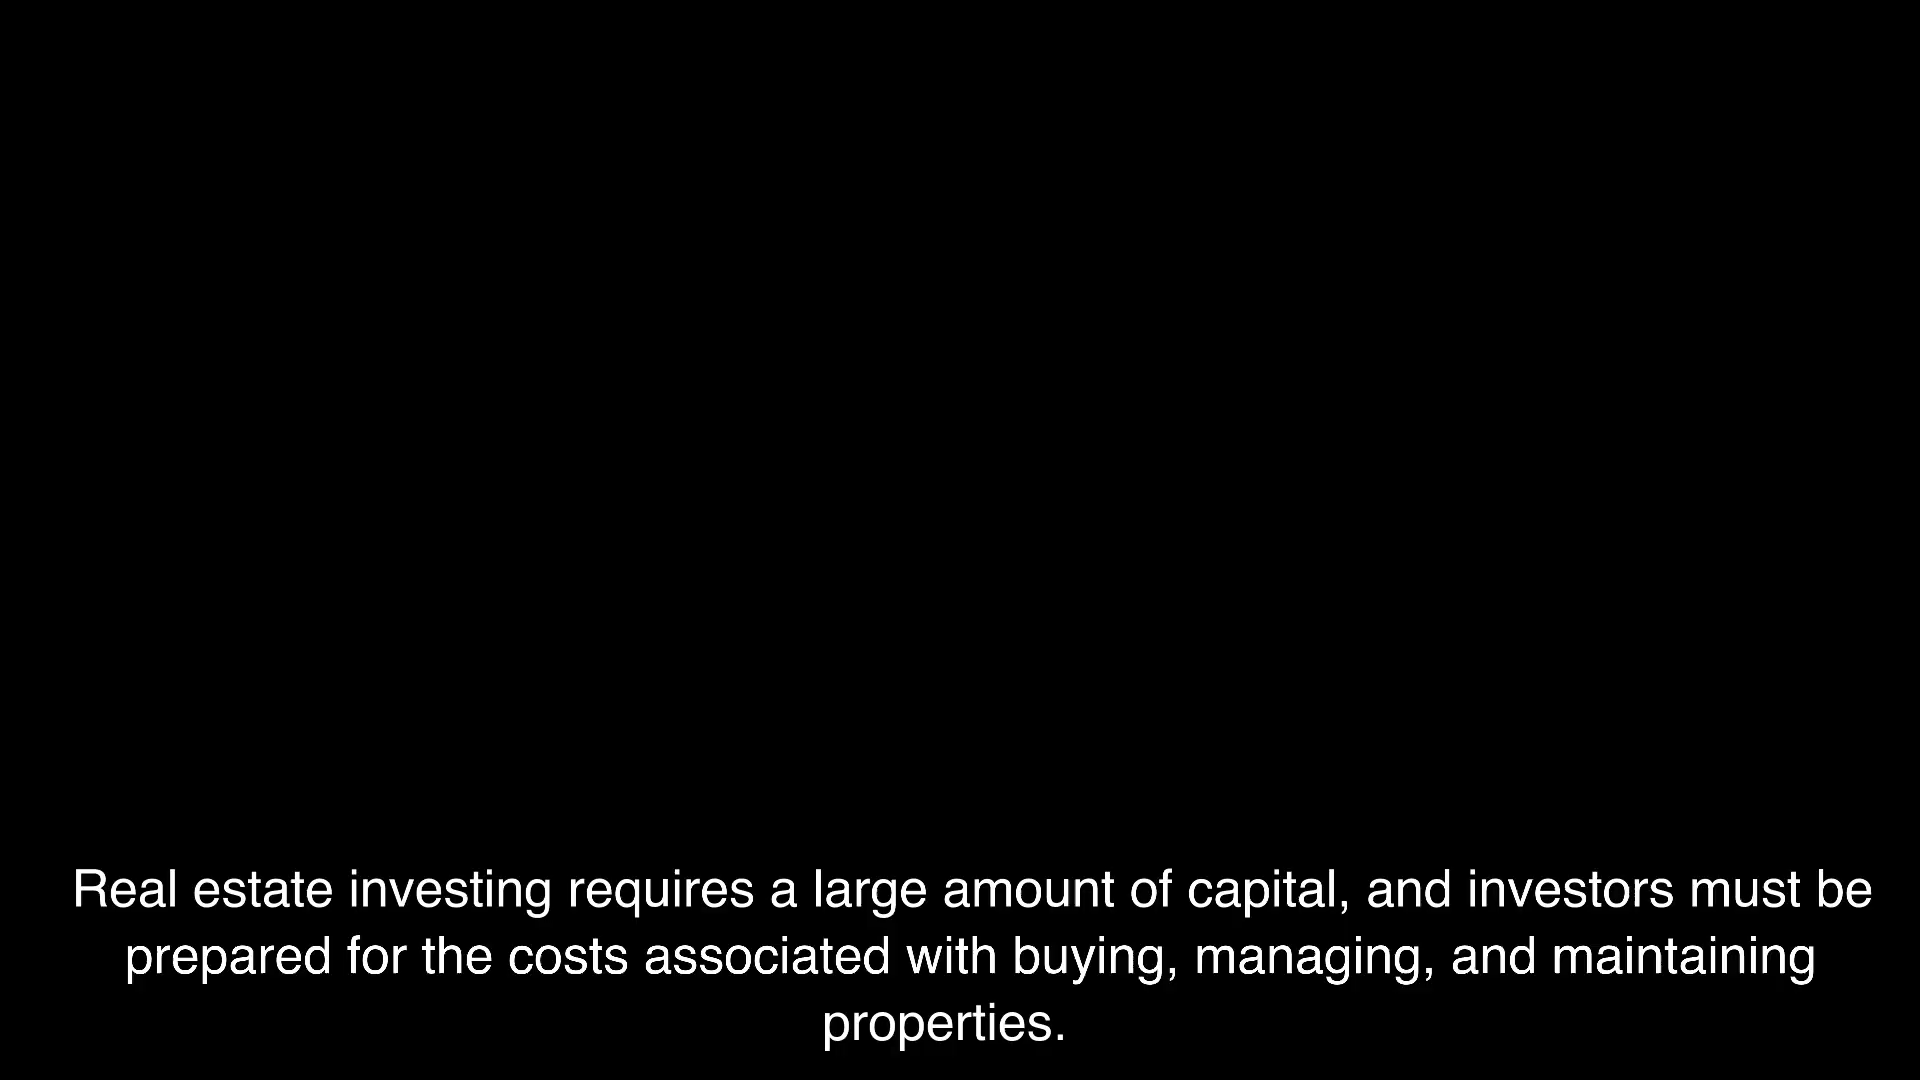 Real estate investing requires a large amount of capital, and investors must be
prepared for the costs associated with buying, managing, and maintaining
properties.